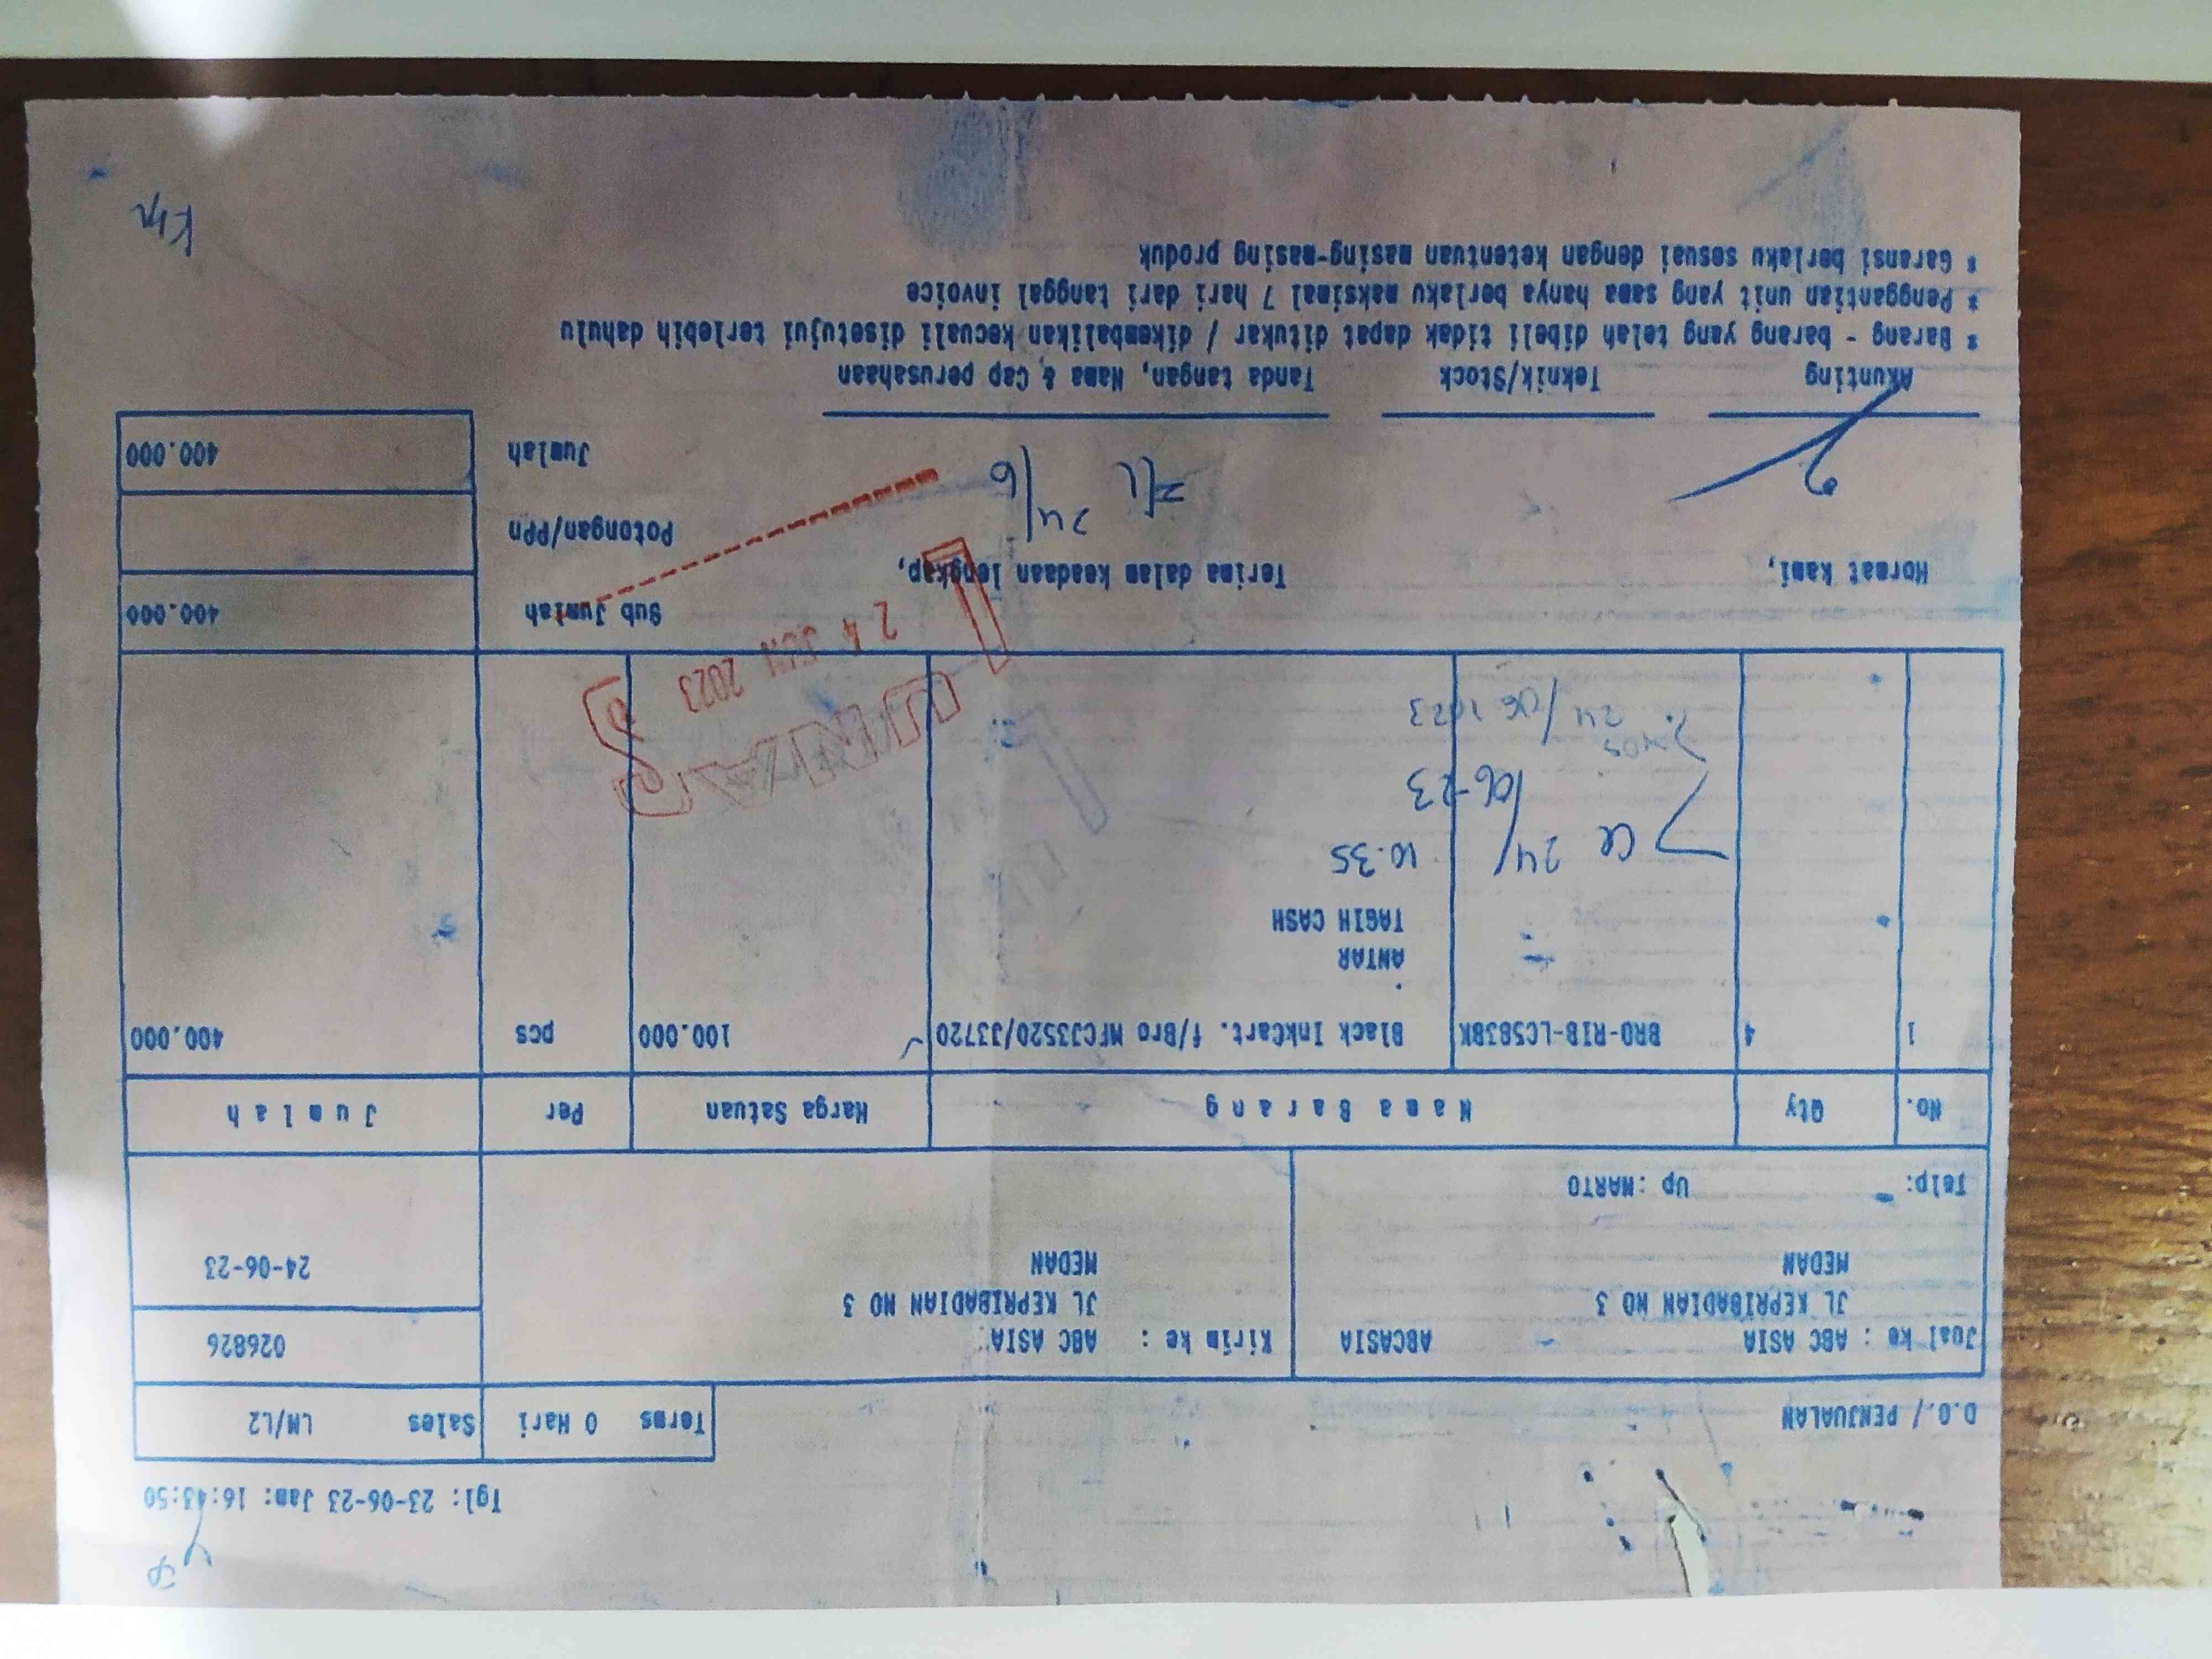 Tgl: 23-06-23 Jam: 16:43:50
D.O. / PENJUALAN
Terms 0 Hari Sales LM/L2
Jual ke : ABC ASIA ABCASIA Kirim ke : ABC ASIA 026826
JL KEPRIBADIAN NO 3 JL KEPRIBADIAN NO 3
MEDAN MEDAN 24-06-23
Telp: Up : NARTO
No. Qty Nama Barang Harga Satuan Per Jumlah
1 4 BRO-RIB-LC583BK Black InkCart. f/Bro MFCJ3520/J3720 100.000 pcs 400.000
ANTAR
TAGIH CASH
24/06-23 10.35
24/06 2023
LUNAS
24 JUN 2023
Sub Jumlah 400.000
Hormat kami, Terima dalam keadaan lengkap,
24/6
Potongan/PPn
Jumlah 400.000
Akunting Teknik/Stock Tanda tangan, Nama & Cap perusahaan
* Barang - barang yang telah dibeli tidak dapat ditukar / dikembalikan kecuali disetujui terlebih dahulu
* Penggantian unit yang sama hanya berlaku maksimal 7 hari dari tanggal invoice
* Garansi berlaku sesuai dengan ketentuan masing-masing produk